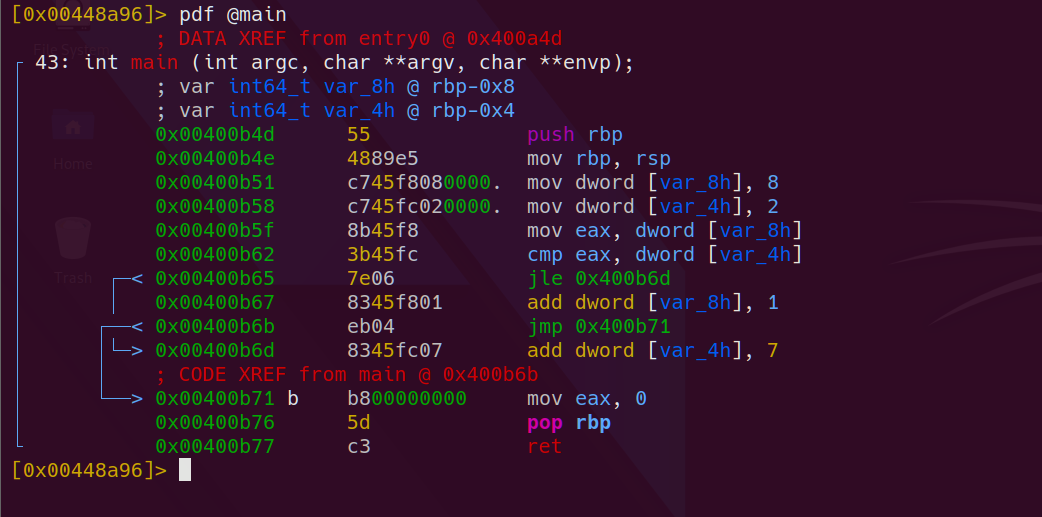 [0x00448a96]> pdf @main
; DATA XREF from entry0 @ 0x400a4d
43: int main (int argc, char **argv, char **envp);
; var int64_t var_8h @ rbp-0x8
; var int64_t var_4h @ rbp-0x4
0x00400b4d 55 push rbp
0x00400b4e 4889e5 mov rbp, rsp
0x00400b51 c745f8080000. mov dword [var_8h], 8
0x00400b58 c745fc020000. mov dword [var_4h], 2
0x00400b5f 8b45f8 mov eax, dword [var_8h]
0x00400b62 3b45fc cmp eax, dword [var_4h]
0x00400b65 7e06 jle 0x400b6d
0x00400b67 8345f801 add dword [var_8h], 1
0x00400b6b eb04 jmp 0x400b71
0x00400b6d 8345fc07 add dword [var_4h], 7
; CODE XREF from main @ 0x400b6b
0x00400b71 b b800000000 mov eax, 0
0x00400b76 5d pop rbp
0x00400b77 c3 ret
[0x00448a96]>
File System
Home
Trash